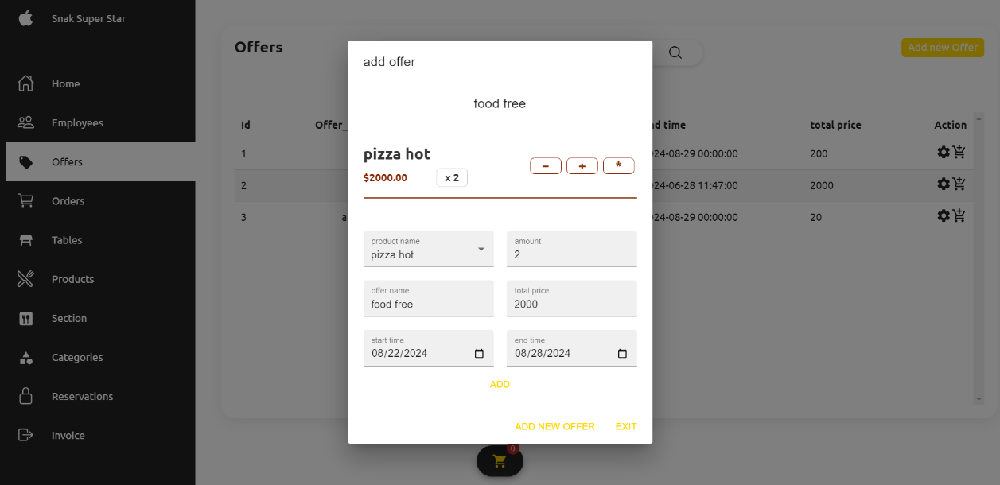 Snak Super Star
Home
Employees
Offers
Orders
Tables
Products
Section
Categories
Reservations
Invoice
Offers
Add new Offer
Id Offer_ nd time total price Action
1 24-08-29 00:00:00 200
2 24-06-28 11:47:00 2000
3 a 24-08-29 00:00:00 20
add offer
food free
pizza hot
$2000.00 x 2 − + *
product name amount
pizza hot 2
offer name total price
food free 2000
start time end time
08/22/2024 08/28/2024
ADD
ADD NEW OFFER EXIT
0